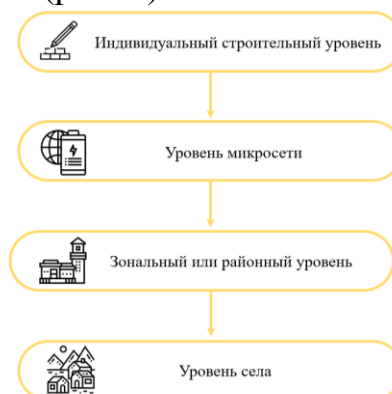 Индивидуальный строительный уровень
Уровень микросети
Зональный или районный уровень
Уровень села